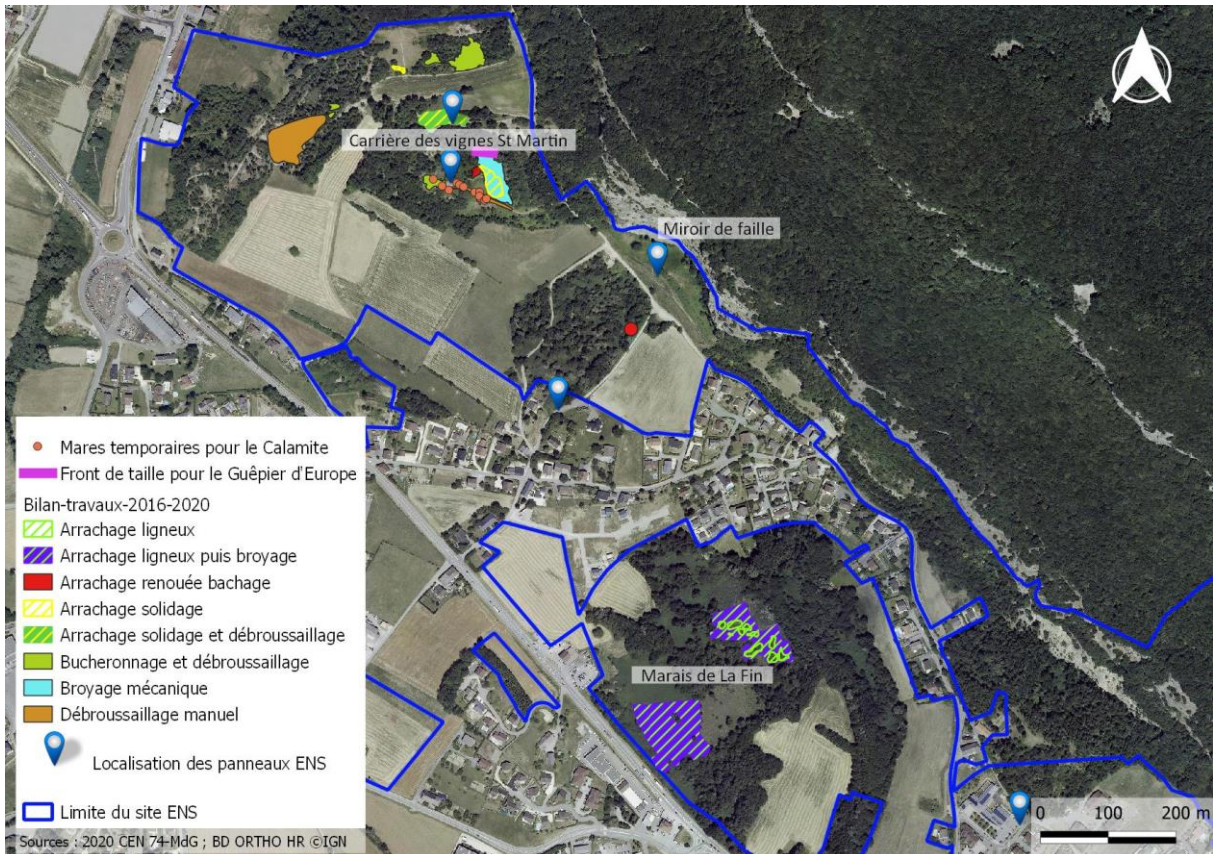 Carrière des vignes St Martin
Miroir de faille
Mares temporaires pour le Calamite
Front de taille pour le Guêpier d'Europe
Bilan-travaux-2016-2020
Arrachage ligneux
Arrachage ligneux puis broyage
Arrachage renouée bachage
Arrachage solidage
Arrachage solidage et débroussaillage
Bucheronnage et débroussaillage
Broyage mécanique
Débroussaillage manuel
Localisation des panneaux ENS
Limite du site ENS
Marais de La Fin
0 100 200 m
Sources : 2020 CEN 74-MdG ; BD ORTHO HR ©IGN